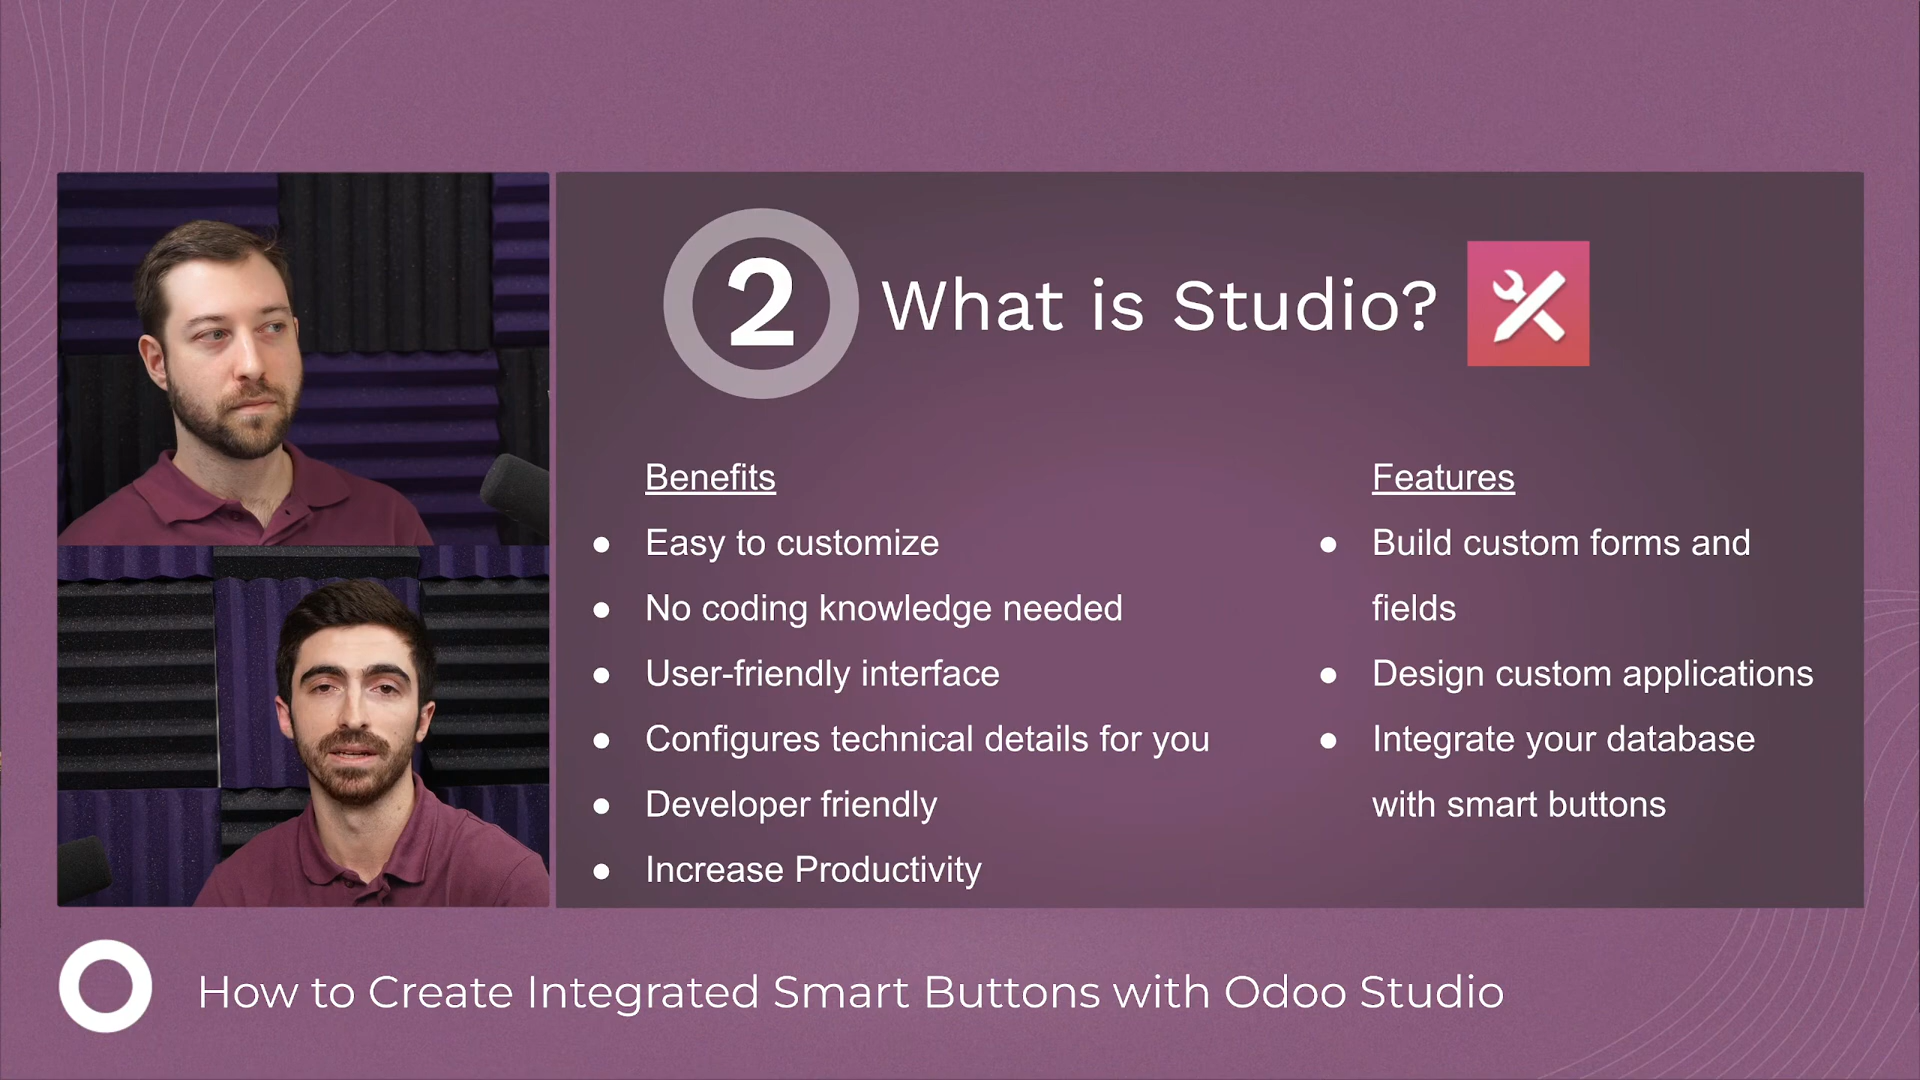 2 What is Studio?
Benefits
Easy to customize
No coding knowledge needed
User-friendly interface
Configures technical details for you
Developer friendly
Increase Productivity
Features
Build custom forms and
fields
Design custom applications
Integrate your database
with smart buttons
How to Create Integrated Smart Buttons with Odoo Studio